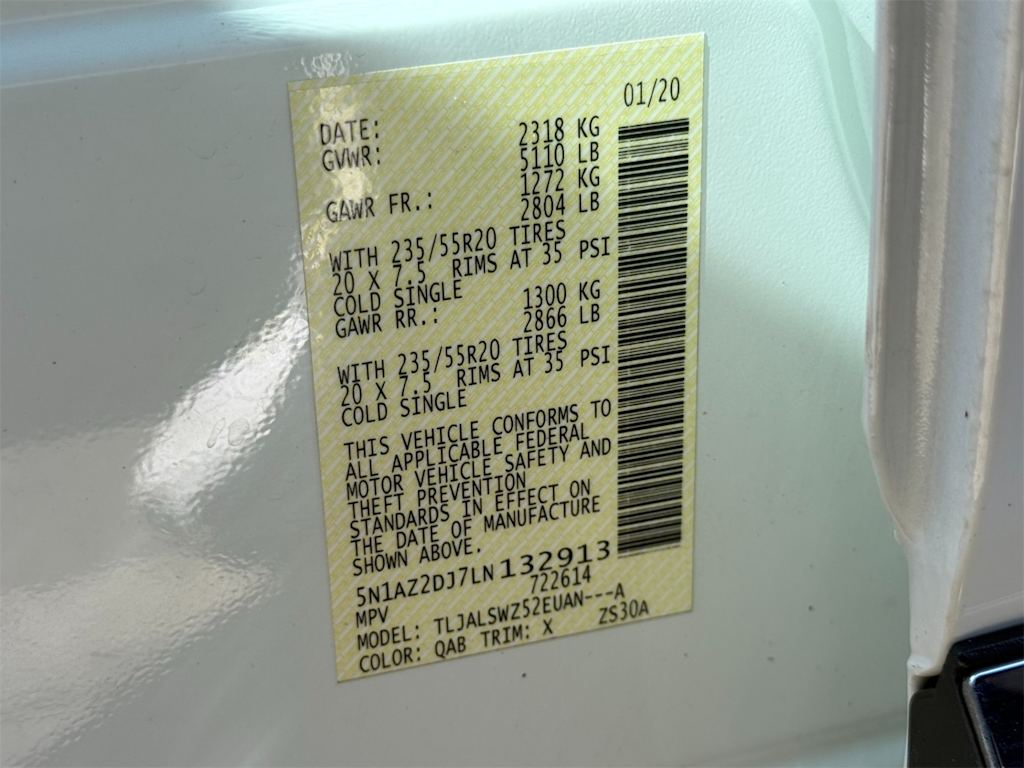 DATE: 01/20
GVWR: 2318 KG
5110 LB
1272 KG
GAWR FR.: 2804 LB
WITH 235/55R20 TIRES
20 X 7.5 RIMS AT 35 PSI
COLD SINGLE
1300 KG
GAWR RR.: 2866 LB
WITH 235/55R20 TIRES
20 X 7.5 RIMS AT 35 PSI
COLD SINGLE
THIS VEHICLE CONFORMS TO
ALL APPLICABLE FEDERAL
MOTOR VEHICLE SAFETY AND
THEFT PREVENTION
STANDARDS IN EFFECT ON
THE DATE OF MANUFACTURE
SHOWN ABOVE.
5N1AZ2DJ7LN132913
MPV 722614
MODEL: TLJALSWZ52EUAN---A
COLOR: QAB TRIM: X ZS30A